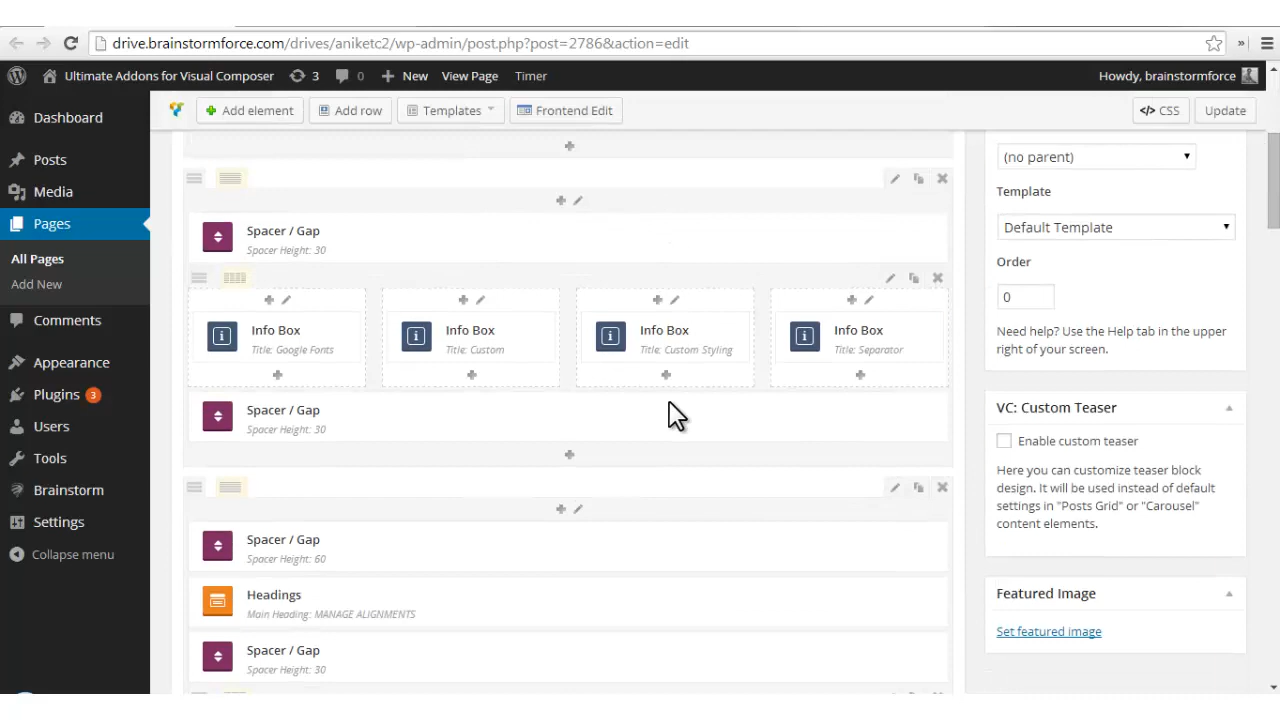 drive.brainstormforce.com/drives/aniketc2/wp-admin/post.php?post=2786&action=edit
Ultimate Addons for Visual Composer 3 0 New View Page Timer Howdy, brainstormforce
Dashboard
Posts
Media
Pages
All Pages
Add New
Comments
Appearance
Plugins 3
Users
Tools
Brainstorm
Settings
Collapse menu
Add element Add row Templates Frontend Edit </> CSS Update
Spacer / Gap
Spacer Height: 30
Info Box
Title: Google Fonts
Info Box
Title: Custom
Info Box
Title: Custom Styling
Info Box
Title: Separator
Spacer / Gap
Spacer Height: 30
Spacer / Gap
Spacer Height: 60
Headings
Main Heading: MANAGE ALIGNMENTS
Spacer / Gap
Spacer Height: 30
(no parent)
Template
Default Template
Order
0
Need help? Use the Help tab in the upper
right of your screen.
VC: Custom Teaser
Enable custom teaser
Here you can customize teaser block
design. It will be used instead of default
settings in "Posts Grid" or "Carousel"
content elements.
Featured Image
Set featured image